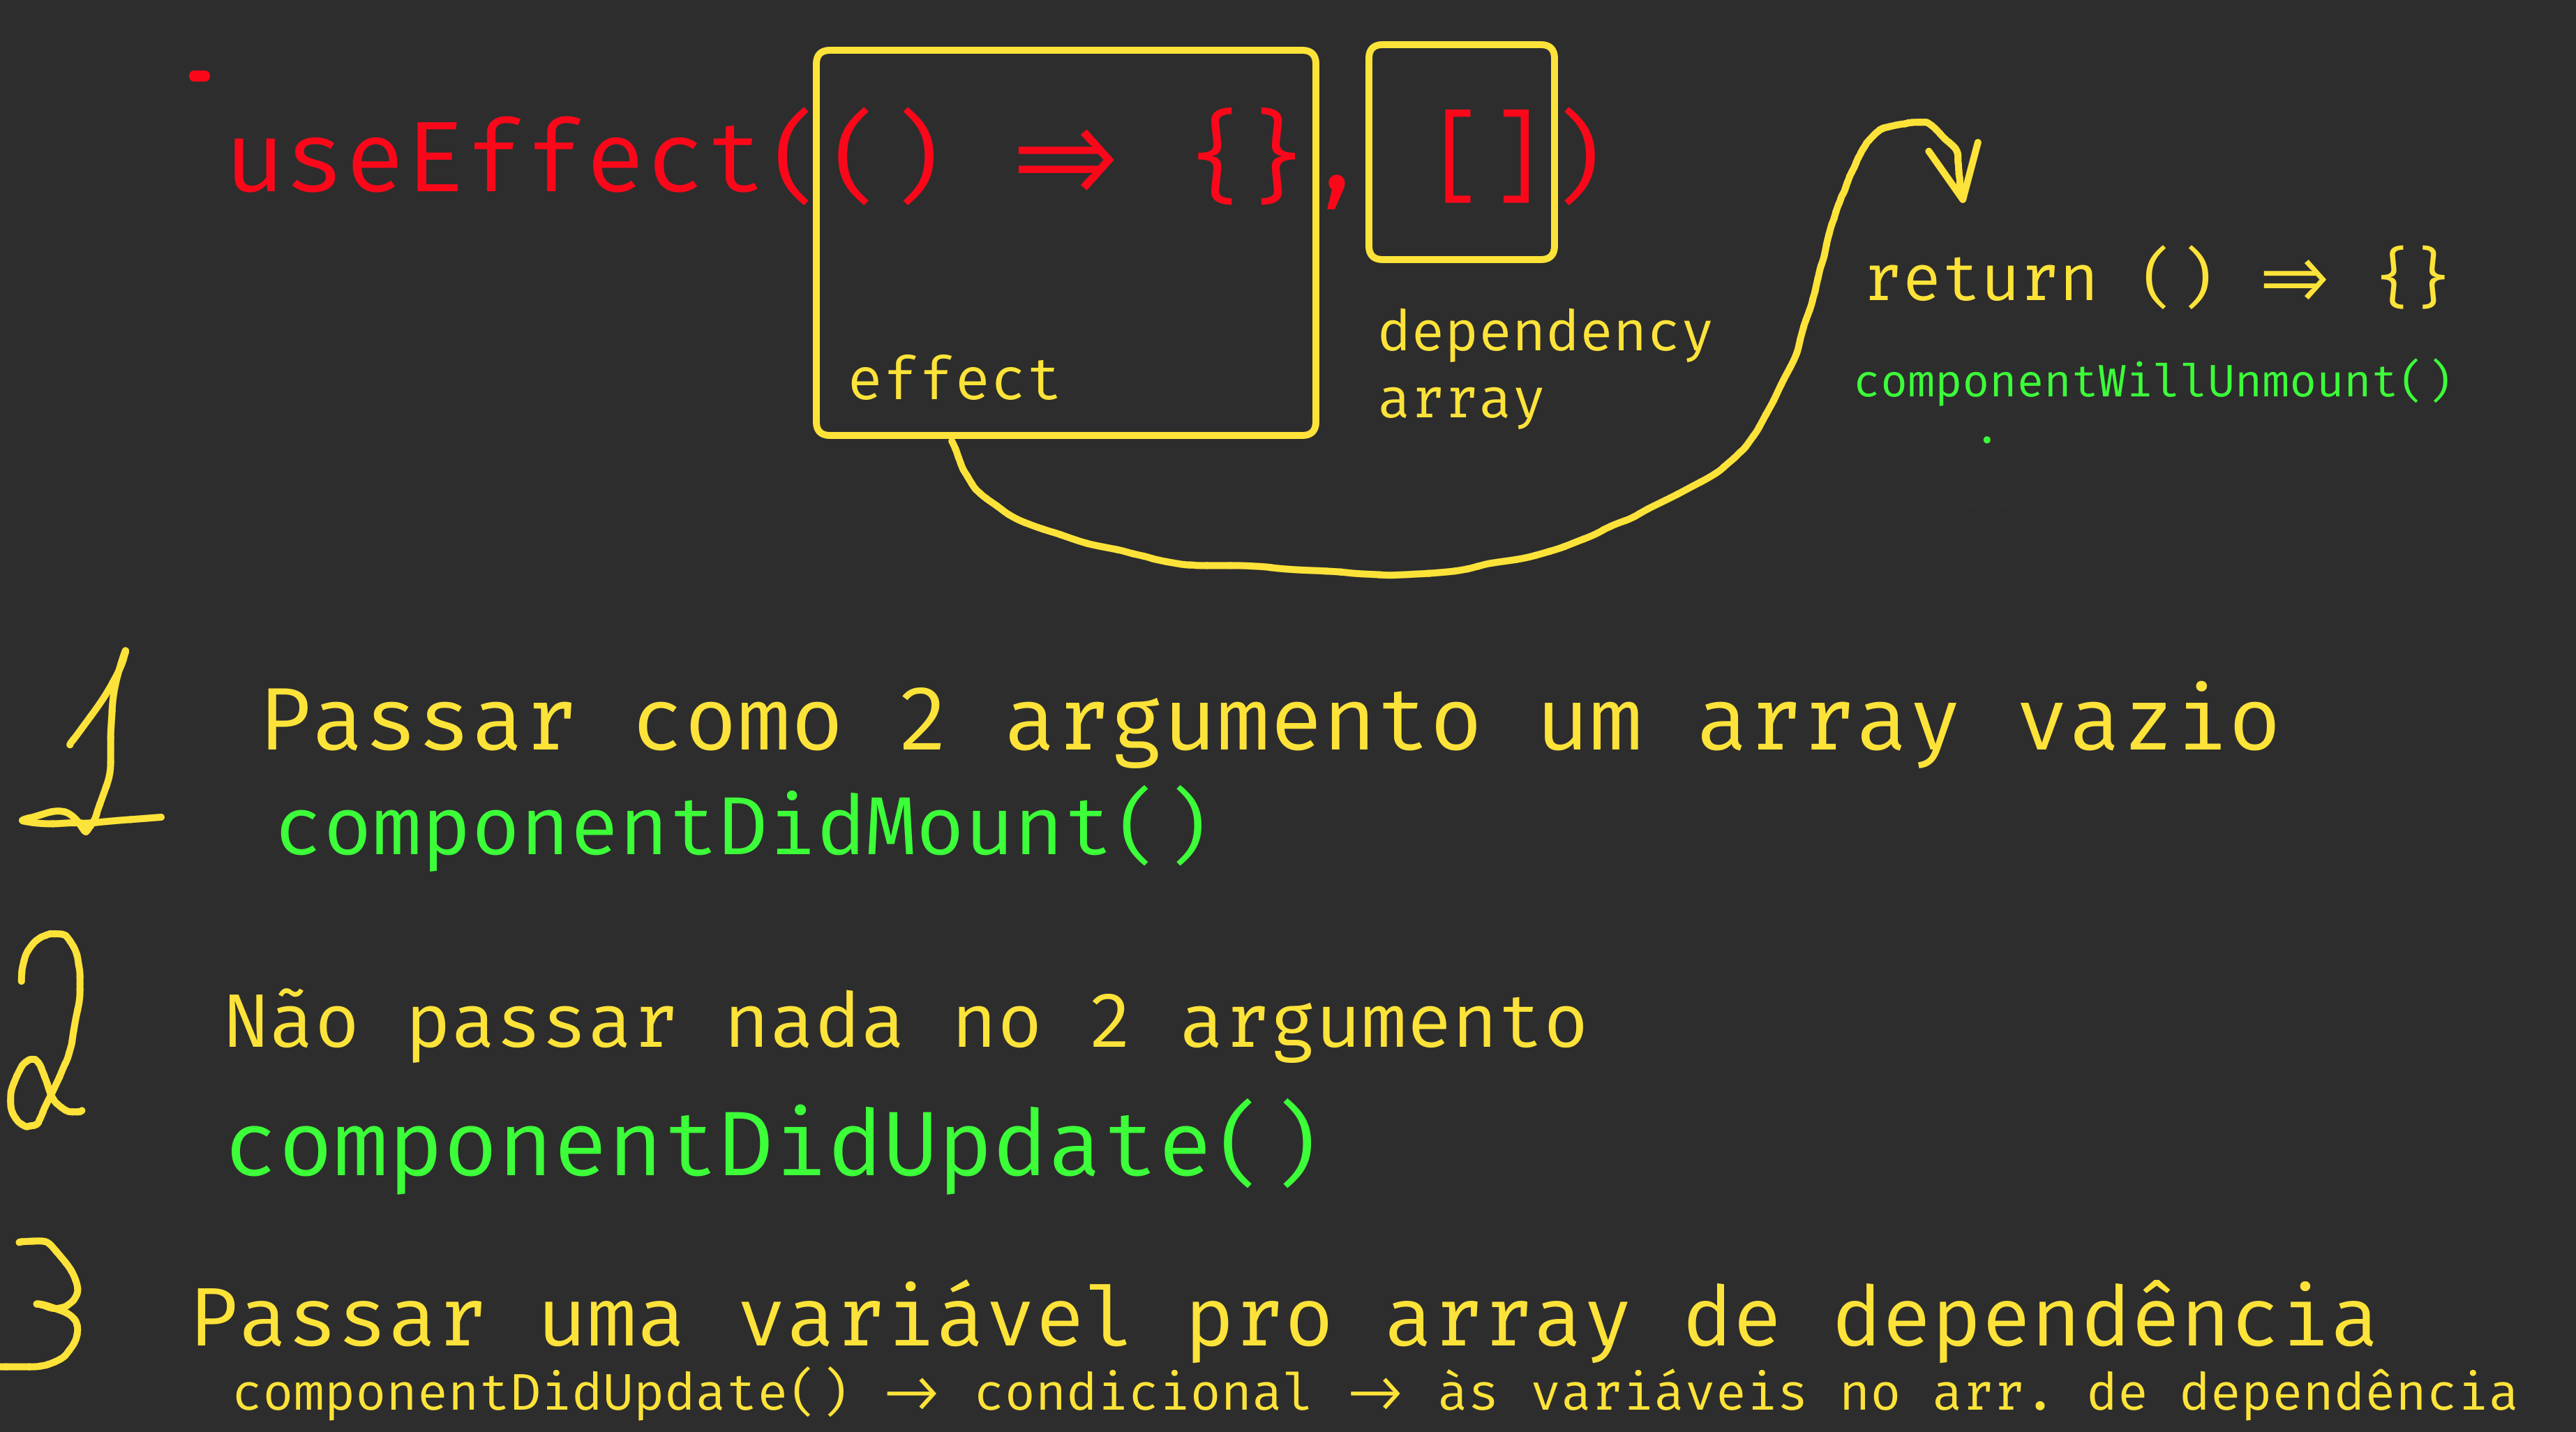 useEffect(() => {}, [])
effect
dependency
array
return () => {}
componentWillUnmount()
1 Passar como 2 argumento um array vazio
componentDidMount()
2 Não passar nada no 2 argumento
componentDidUpdate()
3 Passar uma variável pro array de dependência
componentDidUpdate() → condicional → às variáveis no arr. de dependência